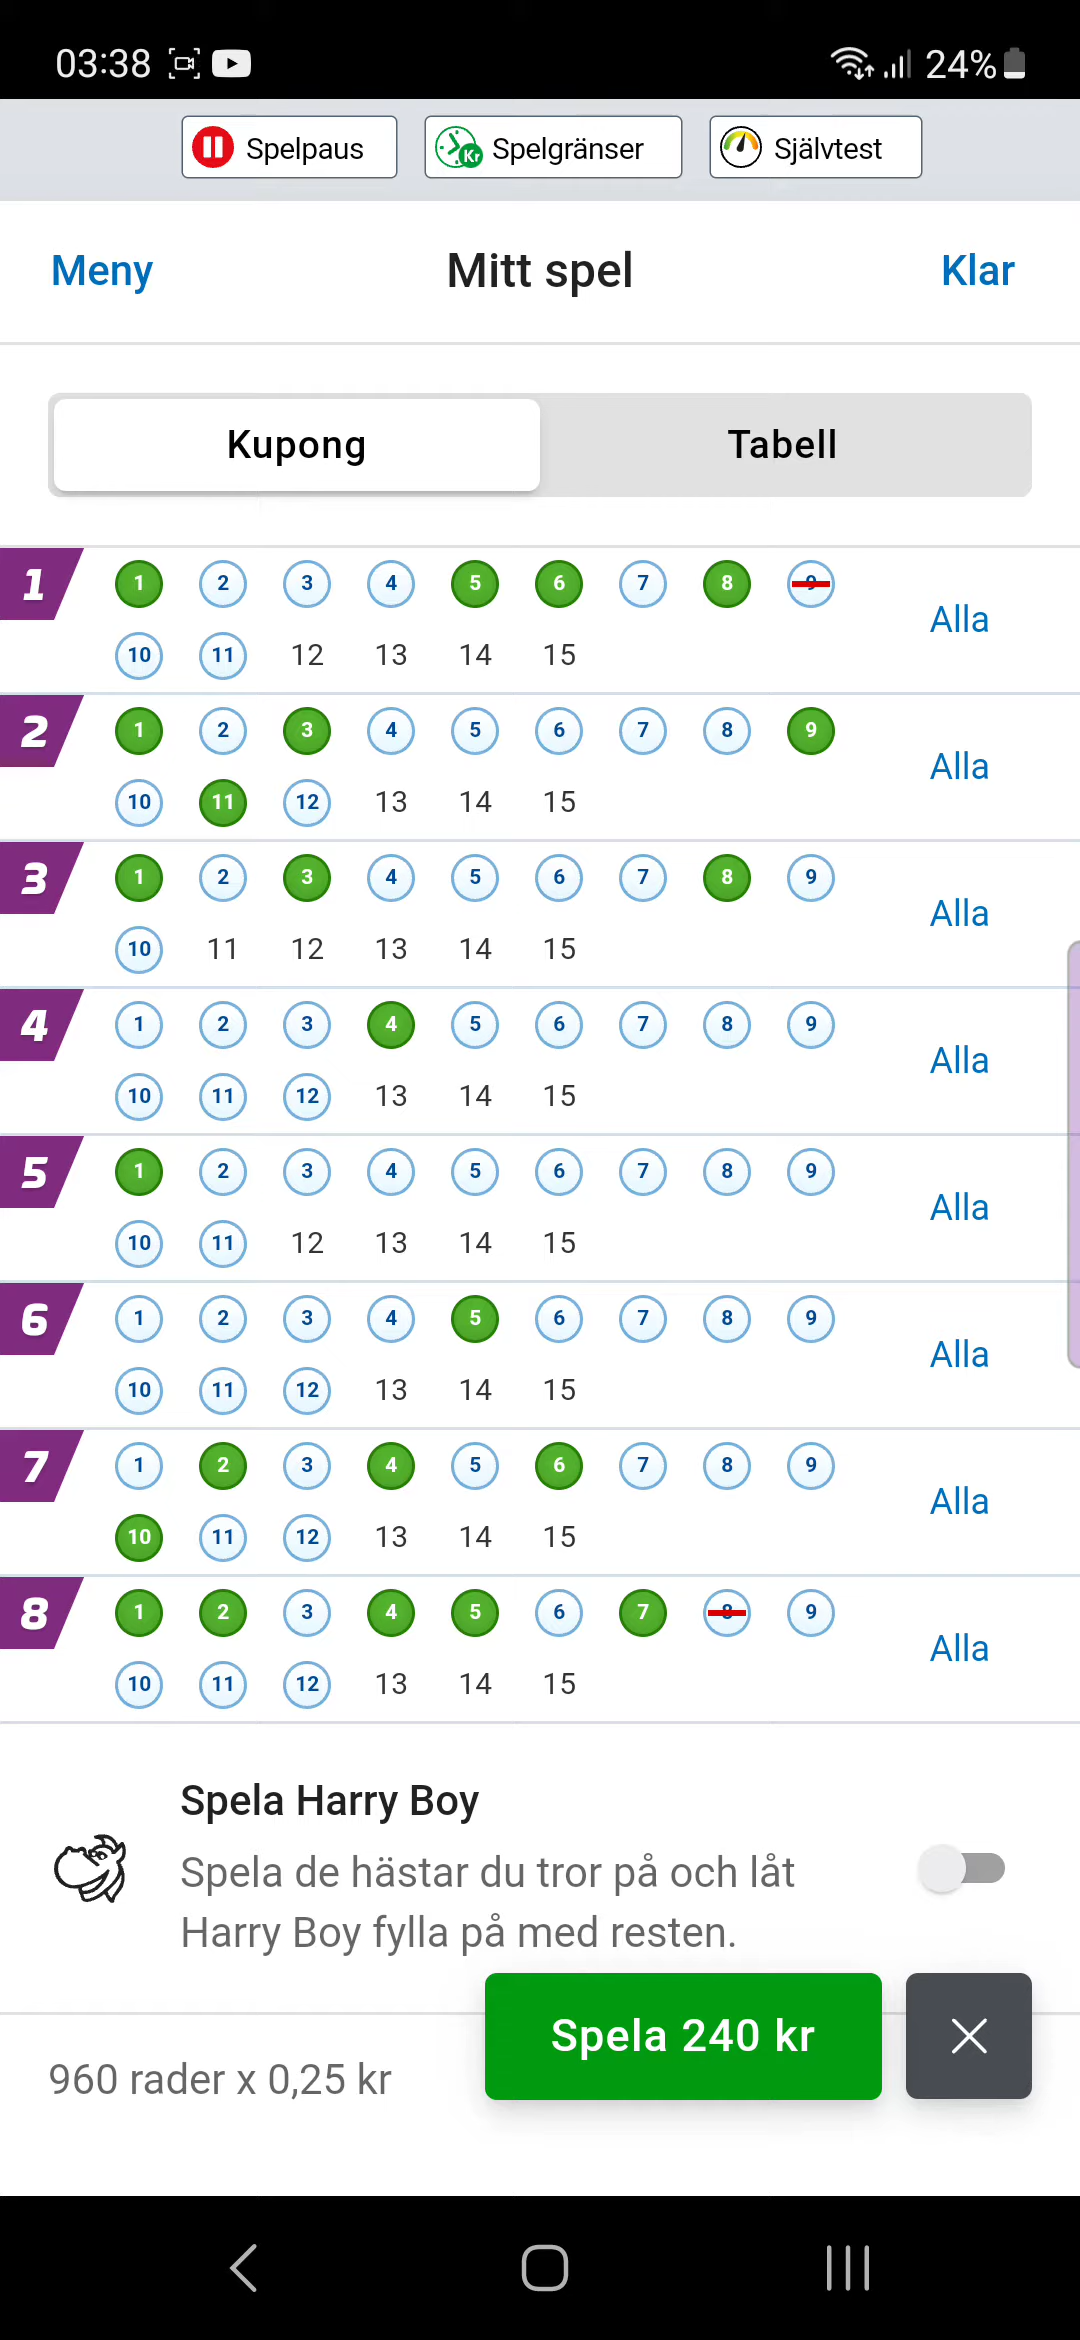 03:38 24%
Spelpaus Kr Spelgränser Självtest
Meny Mitt spel Klar
Kupong Tabell
1 1 2 3 4 5 6 7 8 9
10 11 12 13 14 15 Alla
2 1 2 3 4 5 6 7 8 9
10 11 12 13 14 15 Alla
3 1 2 3 4 5 6 7 8 9
10 11 12 13 14 15 Alla
4 1 2 3 4 5 6 7 8 9
10 11 12 13 14 15 Alla
5 1 2 3 4 5 6 7 8 9
10 11 12 13 14 15 Alla
6 1 2 3 4 5 6 7 8 9
10 11 12 13 14 15 Alla
7 1 2 3 4 5 6 7 8 9
10 11 12 13 14 15 Alla
8 1 2 3 4 5 6 7 8 9
10 11 12 13 14 15 Alla
Spela Harry Boy
Spela de hästar du tror på och låt
Harry Boy fylla på med resten.
Spela 240 kr
960 rader x 0,25 kr